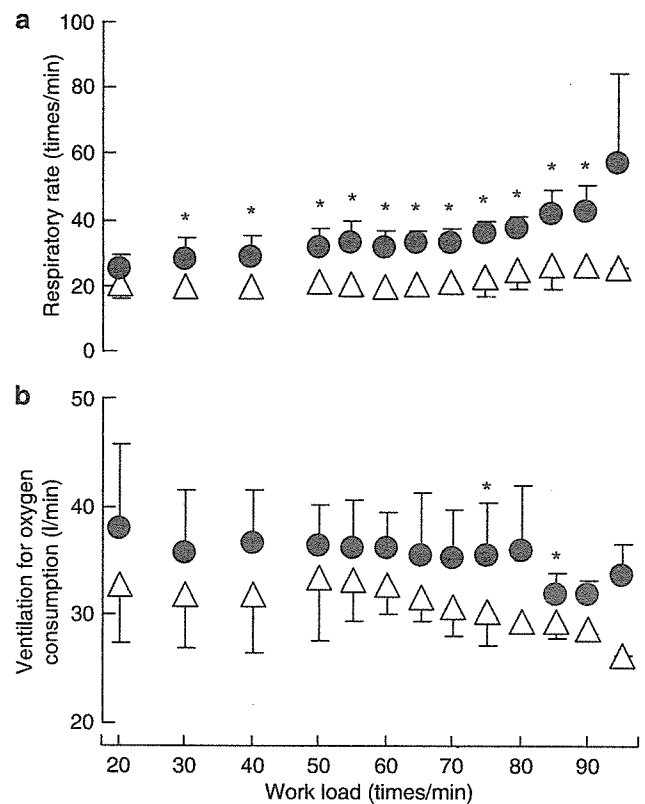 a
100
80
60
40
20
0
Respiratory rate (times/min)
* * * * * * * * * * *
b
50
40
30
20
Ventilation for oxygen
consumption (l/min)
* *
20 30 40 50 60 70 80 90
Work load (times/min)